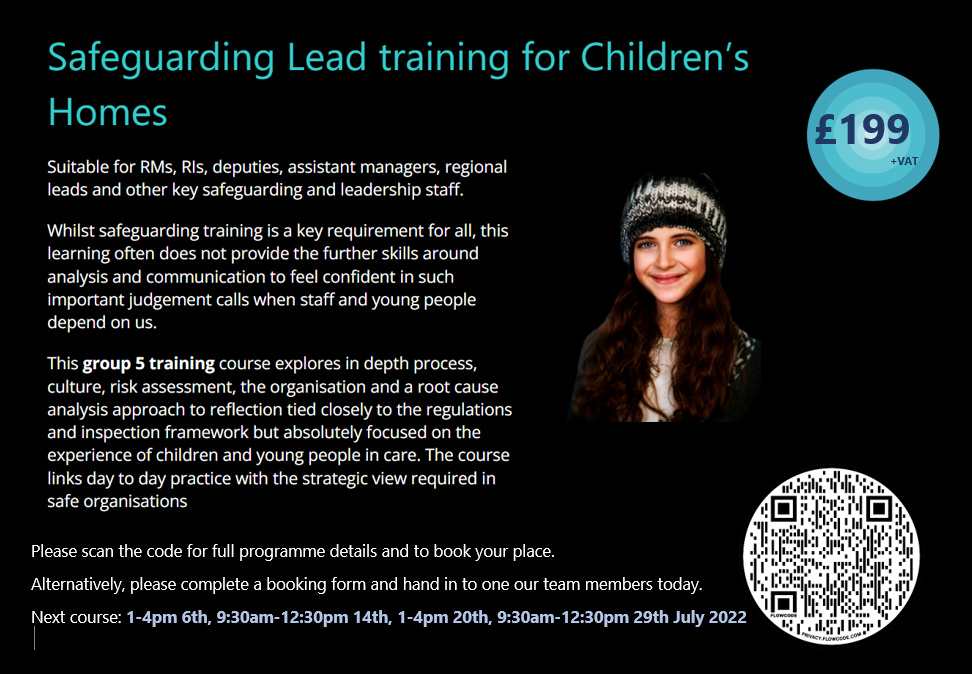 Safeguarding Lead training for Children’s
Homes
£199
+VAT
Suitable for RMs, RIs, deputies, assistant managers, regional
leads and other key safeguarding and leadership staff.
Whilst safeguarding training is a key requirement for all, this
learning often does not provide the further skills around
analysis and communication to feel confident in such
important judgement calls when staff and young people
depend on us.
This group 5 training course explores in depth process,
culture, risk assessment, the organisation and a root cause
analysis approach to reflection tied closely to the regulations
and inspection framework but absolutely focused on the
experience of children and young people in care. The course
links day to day practice with the strategic view required in
safe organisations
Please scan the code for full programme details and to book your place.
Alternatively, please complete a booking form and hand in to one our team members today.
Next course: 1-4pm 6th, 9:30am-12:30pm 14th, 1-4pm 20th, 9:30am-12:30pm 29th July 2022
FLOWCODE
PRIVACY.FLOWCODE.COM